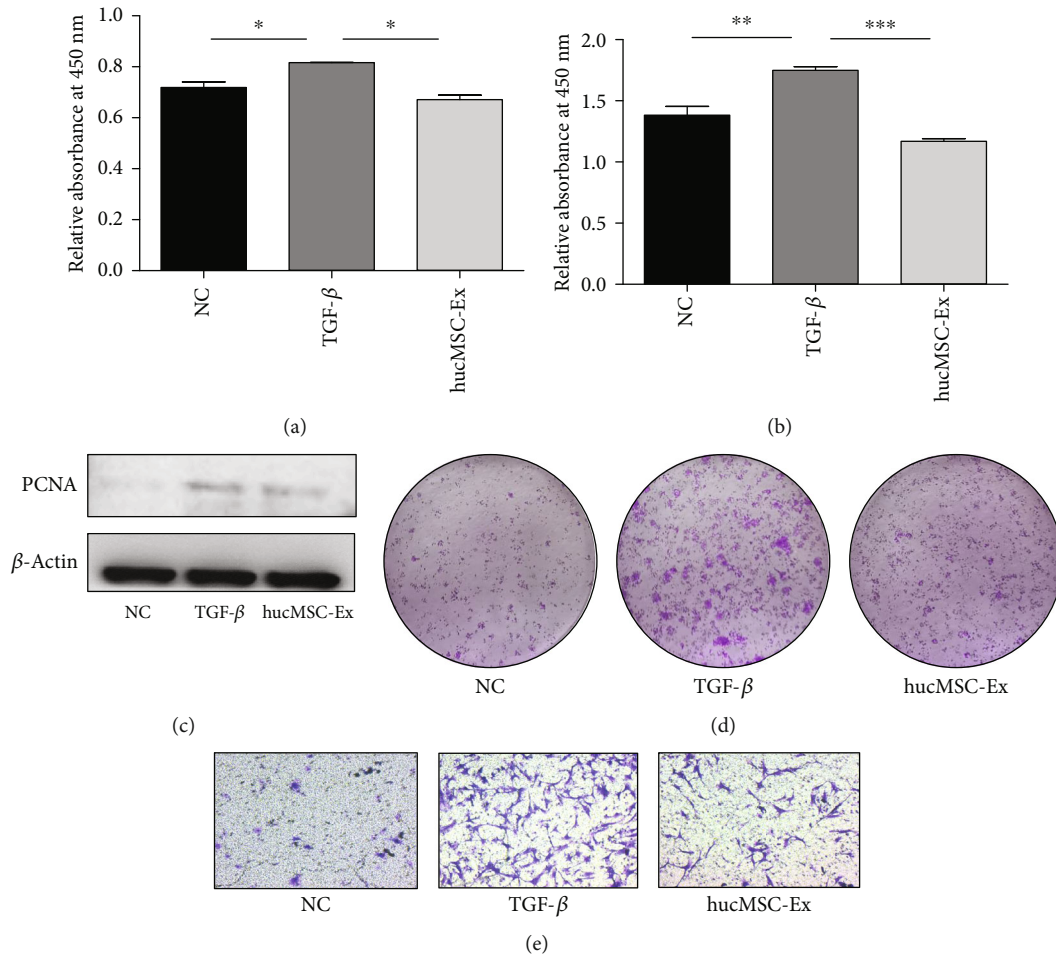 Relative absorbance at 450 nm
1.0
0.8
0.6
0.4
0.2
0.0
*
*
NC
TGF-β
hucMSC-Ex
(a)
Relative absorbance at 450 nm
2.0
1.5
1.0
0.5
0.0
**
***
NC
TGF-β
hucMSC-Ex
(b)
PCNA
β-Actin
NC TGF-β hucMSC-Ex
(c)
NC
TGF-β
hucMSC-Ex
(d)
NC
TGF-β
hucMSC-Ex
(e)